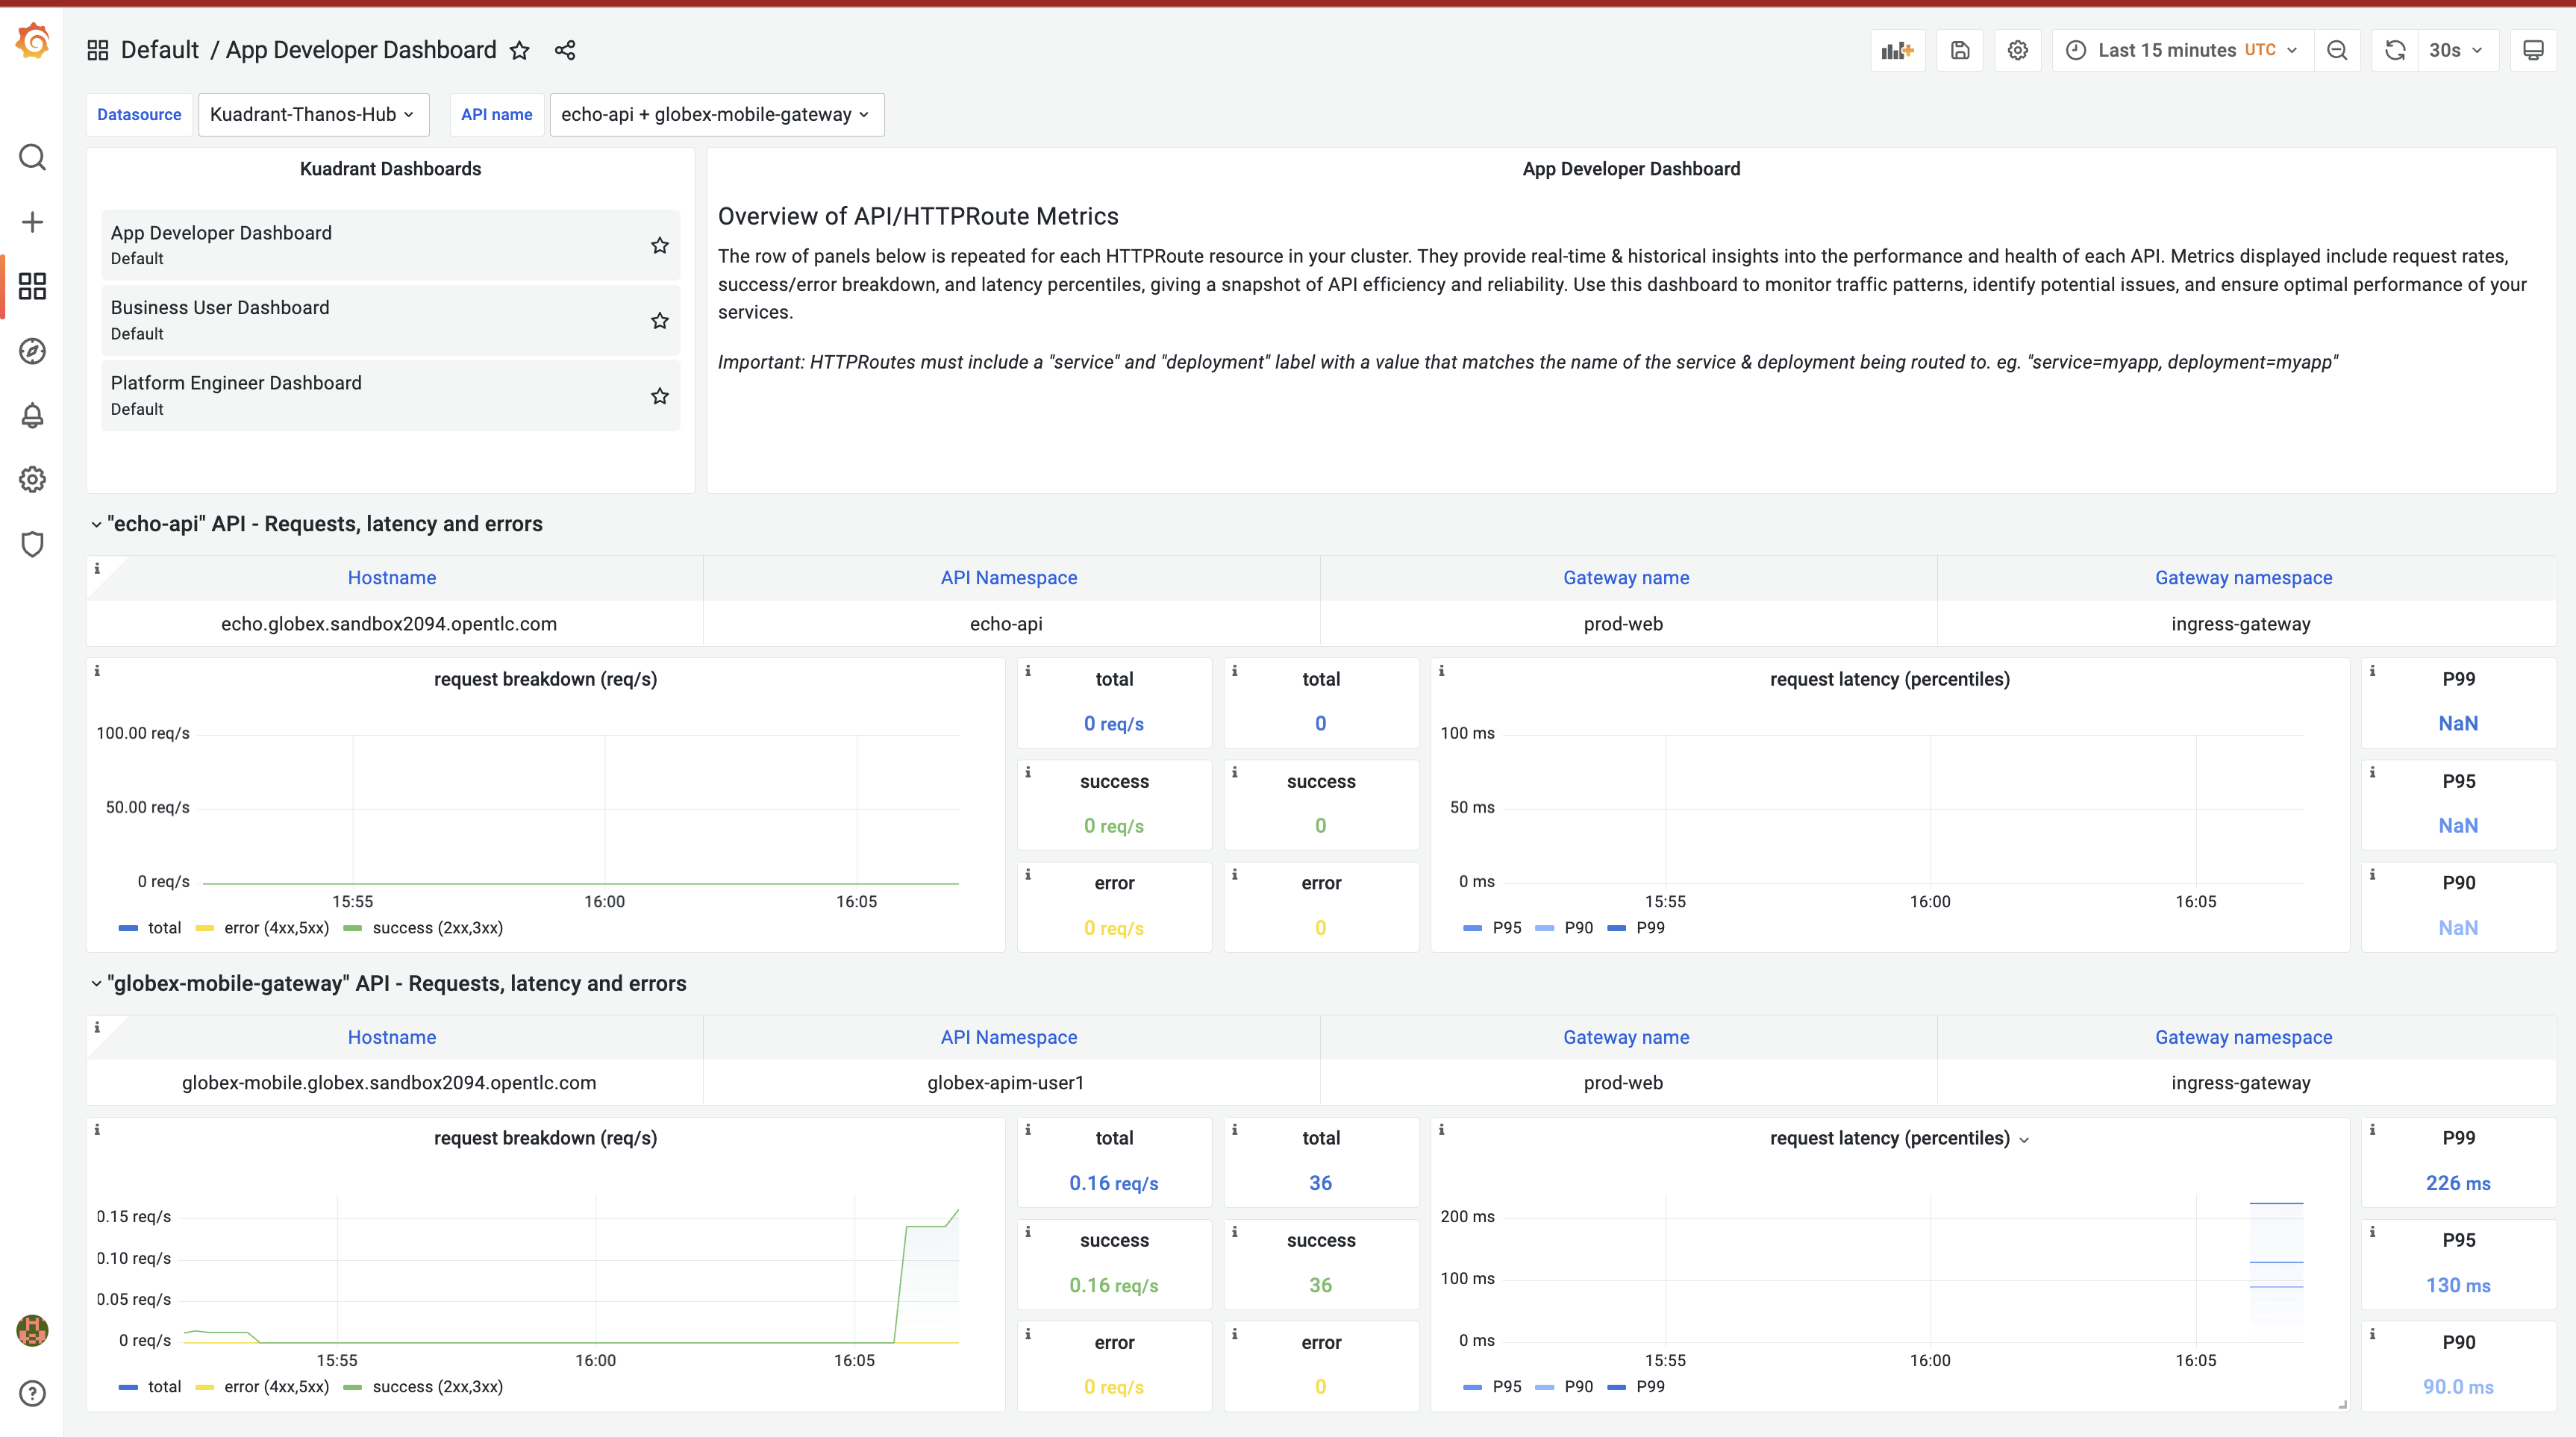 Default / App Developer Dashboard
Last 15 minutes UTC
30s
Datasource
Kuadrant-Thanos-Hub
API name
echo-api + globex-mobile-gateway
Kuadrant Dashboards
App Developer Dashboard
Default
Business User Dashboard
Default
Platform Engineer Dashboard
Default
App Developer Dashboard
Overview of API/HTTPRoute Metrics
The row of panels below is repeated for each HTTPRoute resource in your cluster. They provide real-time & historical insights into the performance and health of each API. Metrics displayed include request rates,
success/error breakdown, and latency percentiles, giving a snapshot of API efficiency and reliability. Use this dashboard to monitor traffic patterns, identify potential issues, and ensure optimal performance of your
services.
Important: HTTPRoutes must include a "service" and "deployment" label with a value that matches the name of the service & deployment being routed to. eg. "service=myapp, deployment=myapp"
"echo-api" API - Requests, latency and errors
Hostname
API Namespace
Gateway name
Gateway namespace
echo.globex.sandbox2094.opentlc.com
echo-api
prod-web
ingress-gateway
request breakdown (req/s)
100.00 req/s
50.00 req/s
0 req/s
15:55
16:00
16:05
total
error (4xx,5xx)
success (2xx,3xx)
total
0 req/s
success
0 req/s
error
0 req/s
total
0
success
0
error
0
request latency (percentiles)
100 ms
50 ms
0 ms
15:55
16:00
16:05
P95
P90
P99
P99
NaN
P95
NaN
P90
NaN
"globex-mobile-gateway" API - Requests, latency and errors
Hostname
API Namespace
Gateway name
Gateway namespace
globex-mobile.globex.sandbox2094.opentlc.com
globex-apim-user1
prod-web
ingress-gateway
request breakdown (req/s)
0.15 req/s
0.10 req/s
0.05 req/s
0 req/s
15:55
16:00
16:05
total
error (4xx,5xx)
success (2xx,3xx)
total
0.16 req/s
success
0.16 req/s
error
0 req/s
total
36
success
36
error
0
request latency (percentiles)
200 ms
100 ms
0 ms
15:55
16:00
16:05
P95
P90
P99
P99
226 ms
P95
130 ms
P90
90.0 ms